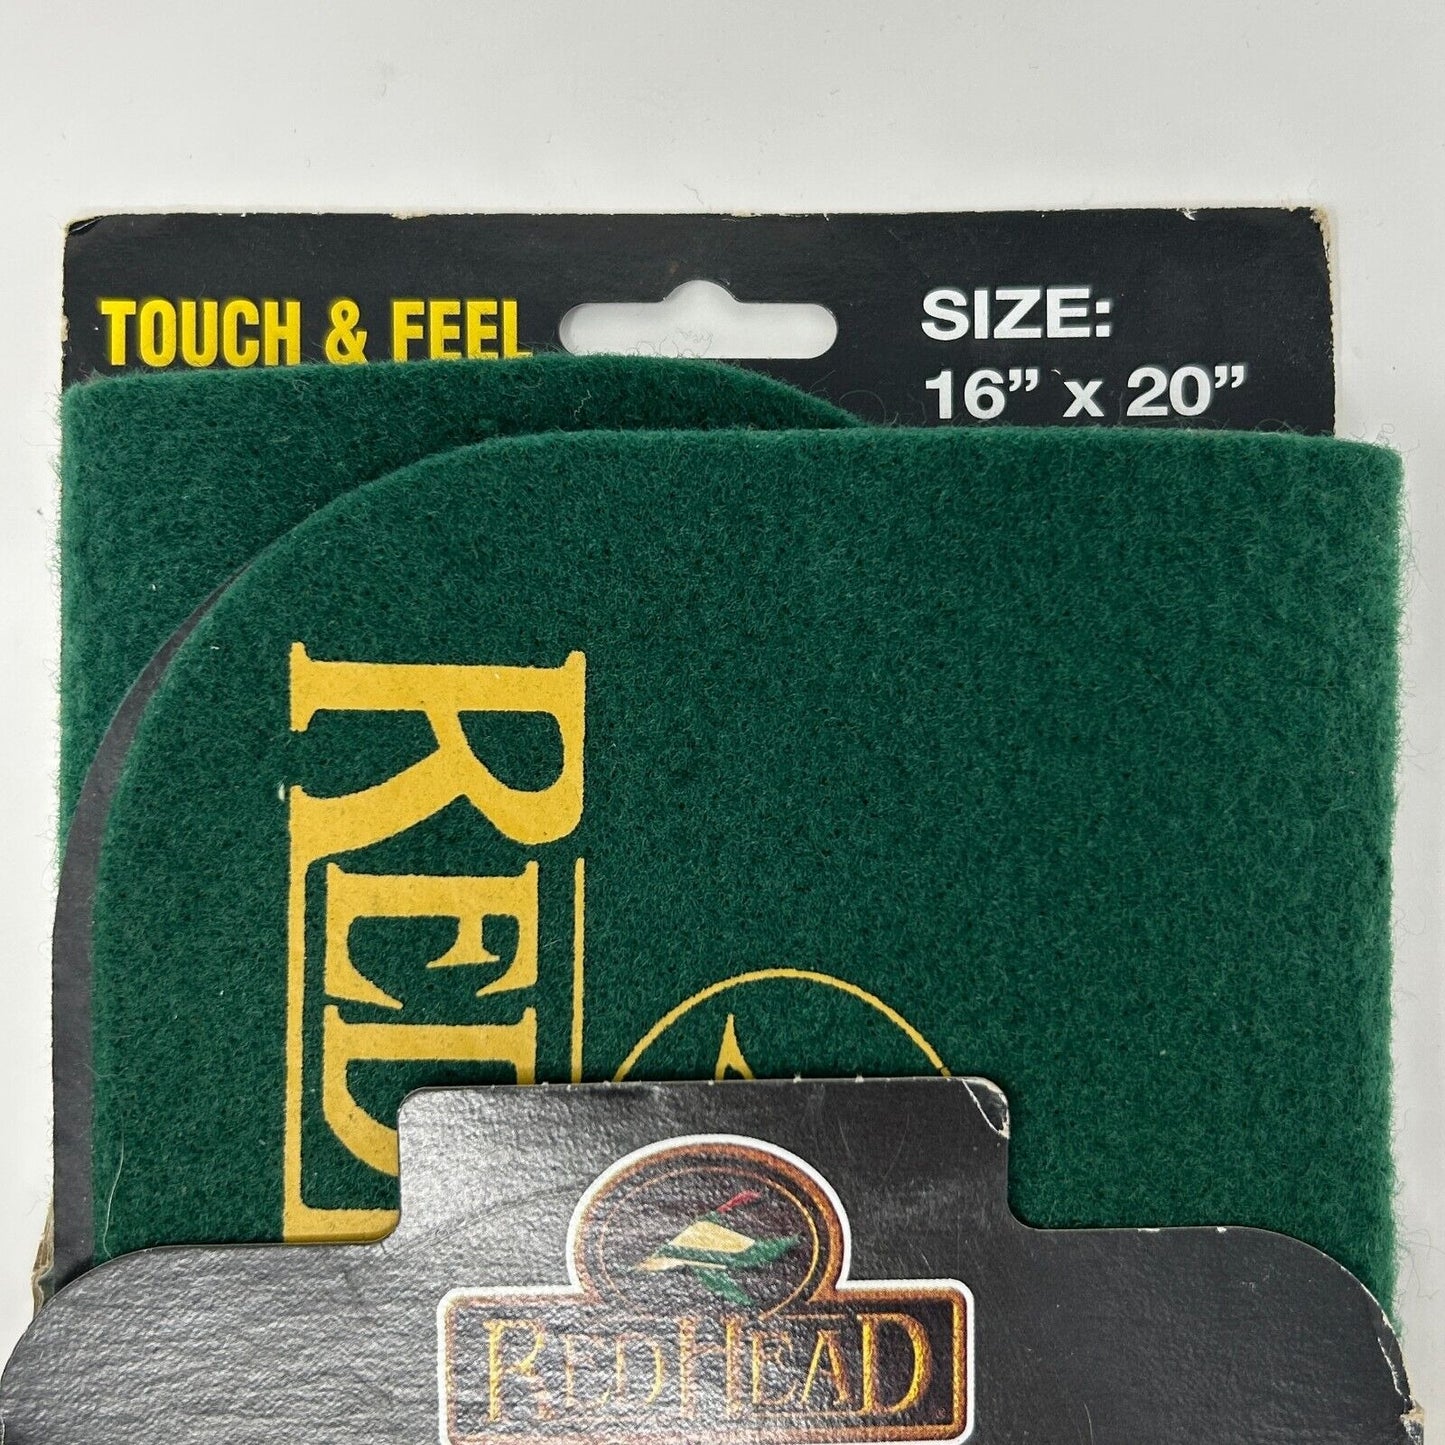 TOUCH & FEEL
SIZE:
16” x 20”
RED
REDHEAD